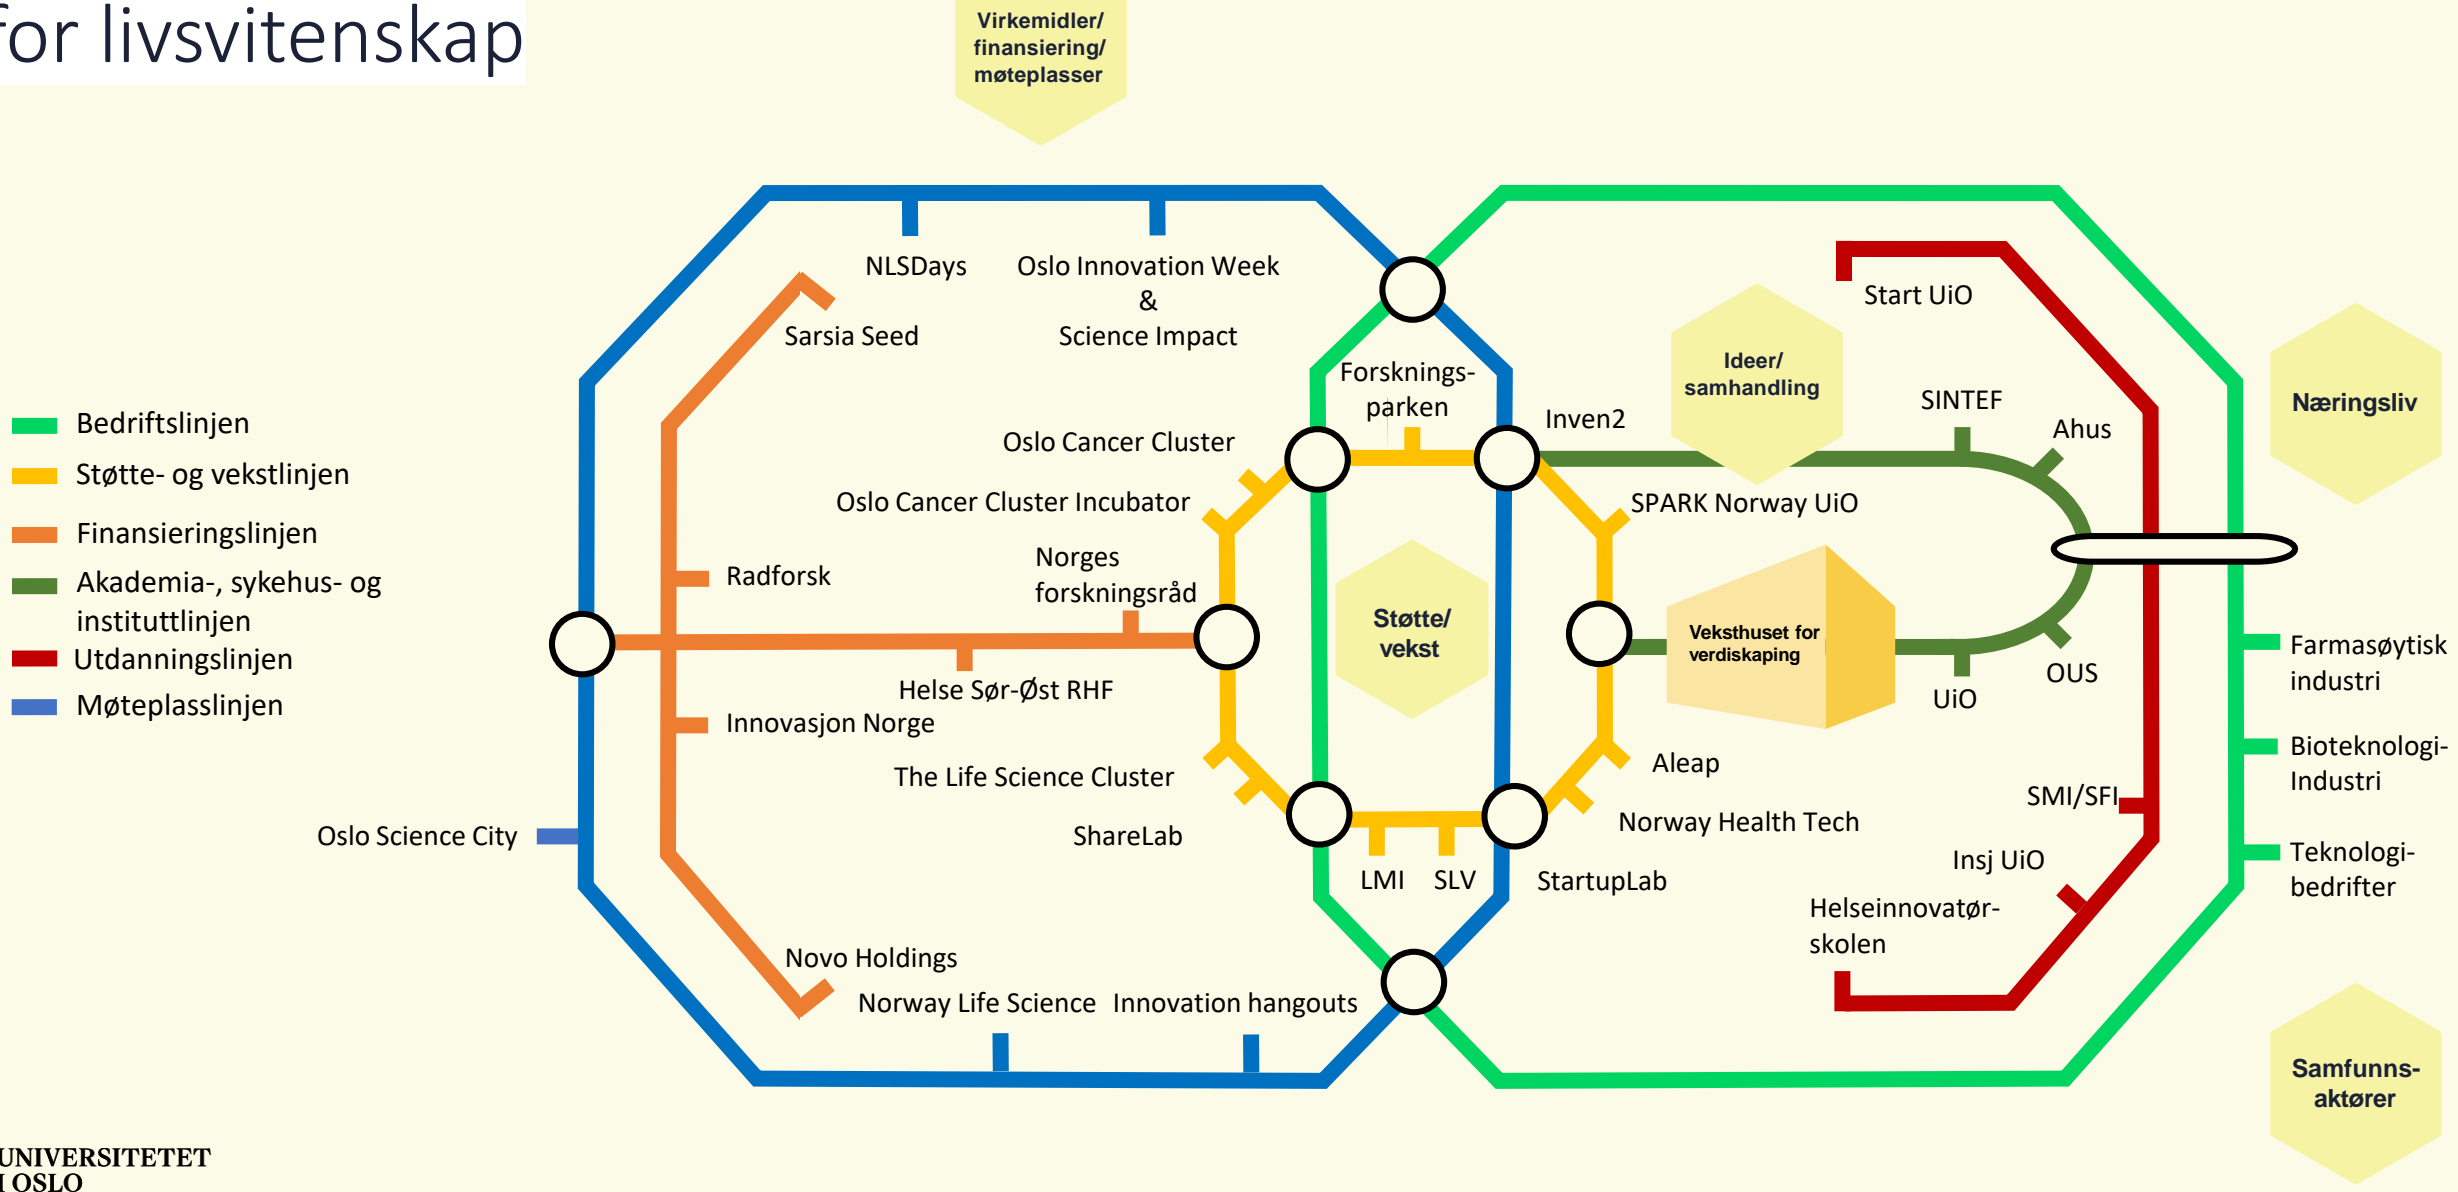 for livsvitenskap
Virkemidler/
finansiering/
møteplasser
NLSDays
Oslo Innovation Week
&
Science Impact
Sarsia Seed
Start UiO
Ideer/
samhandling
Forsknings-
parken
Inven2
SINTEF
Ahus
Næringsliv
Bedriftslinjen
Støtte- og vekstlinjen
Finansieringslinjen
Akademia-, sykehus- og
instituttlinjen
Utdanningslinjen
Møteplasslinjen
Oslo Cancer Cluster
Oslo Cancer Cluster Incubator
SPARK Norway UiO
Radforsk
Norges
forskningsråd
Støtte/
vekst
Veksthuset for
verdiskaping
Helse Sør-Øst RHF
Innovasjon Norge
UiO
OUS
Farmasøytisk
industri
The Life Science Cluster
Aleap
Bioteknologi-
Industri
Oslo Science City
ShareLab
Norway Health Tech
SMI/SFI
LMI
SLV
StartupLab
Insj UiO
Teknologi-
bedrifter
Helseinnovatør-
skolen
Novo Holdings
Norway Life Science
Innovation hangouts
Samfunns-
aktører
UNIVERSITETET
I OSLO